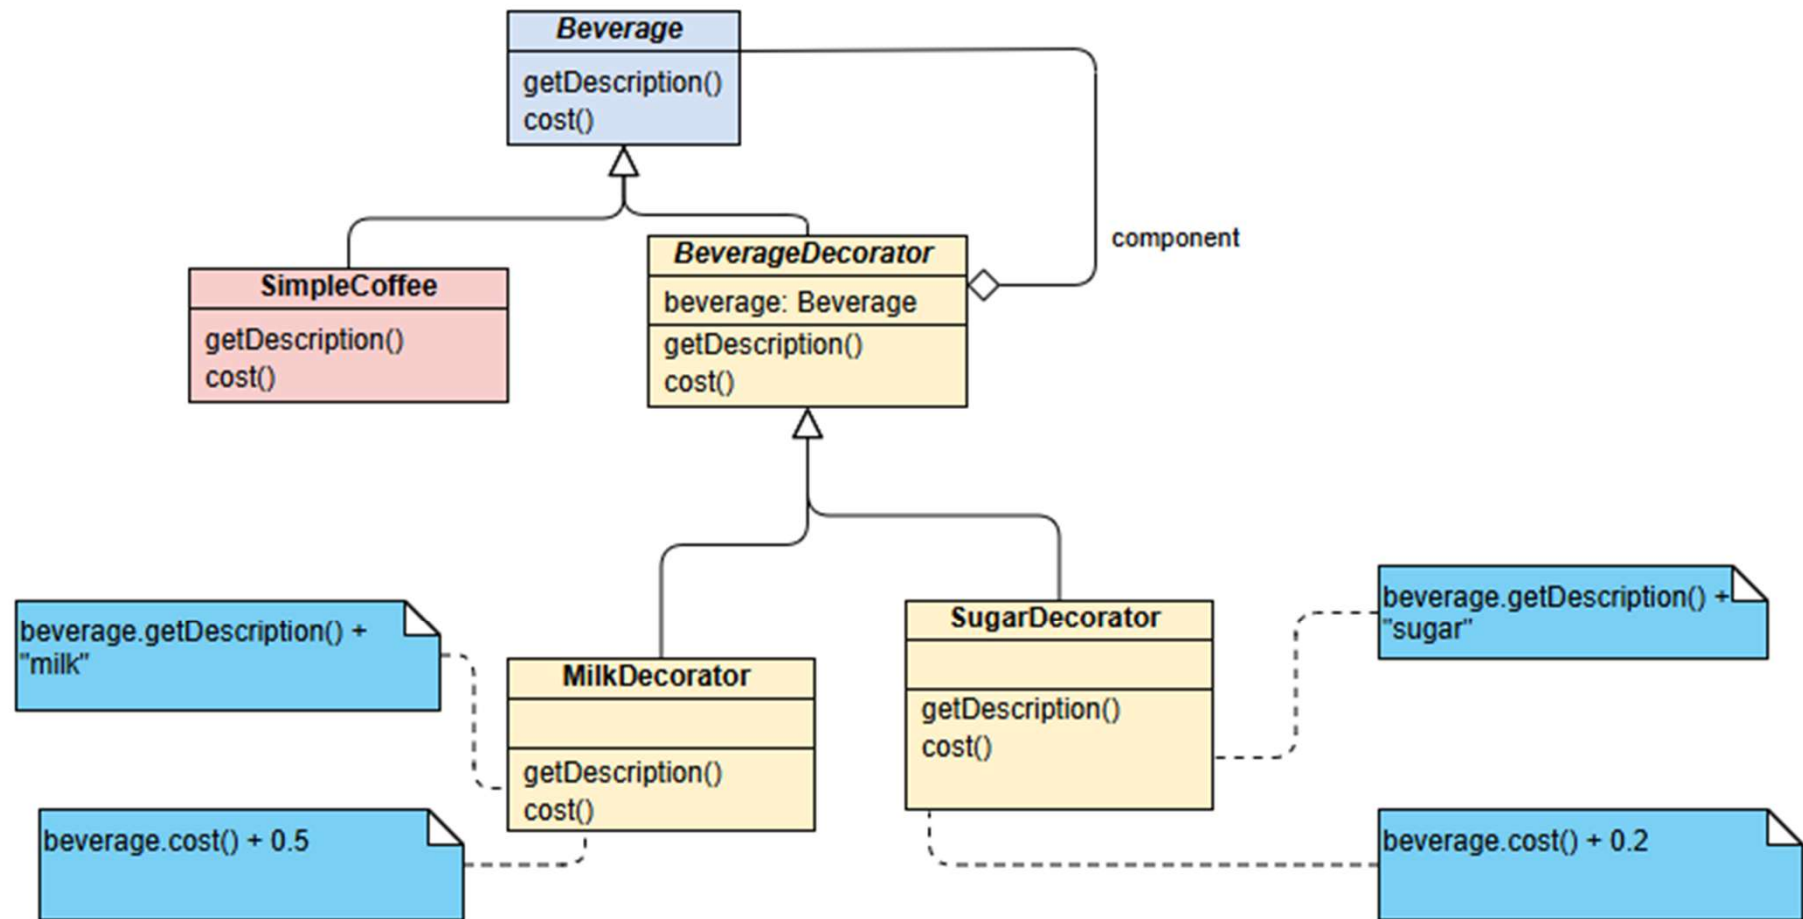 Beverage
getDescription()
cost()
component
SimpleCoffee
getDescription()
cost()
BeverageDecorator
beverage: Beverage
getDescription()
cost()
beverage.getDescription() +
"milk"
MilkDecorator
getDescription()
cost()
beverage.cost() + 0.5
SugarDecorator
getDescription()
cost()
beverage.getDescription() +
"sugar"
beverage.cost() + 0.2